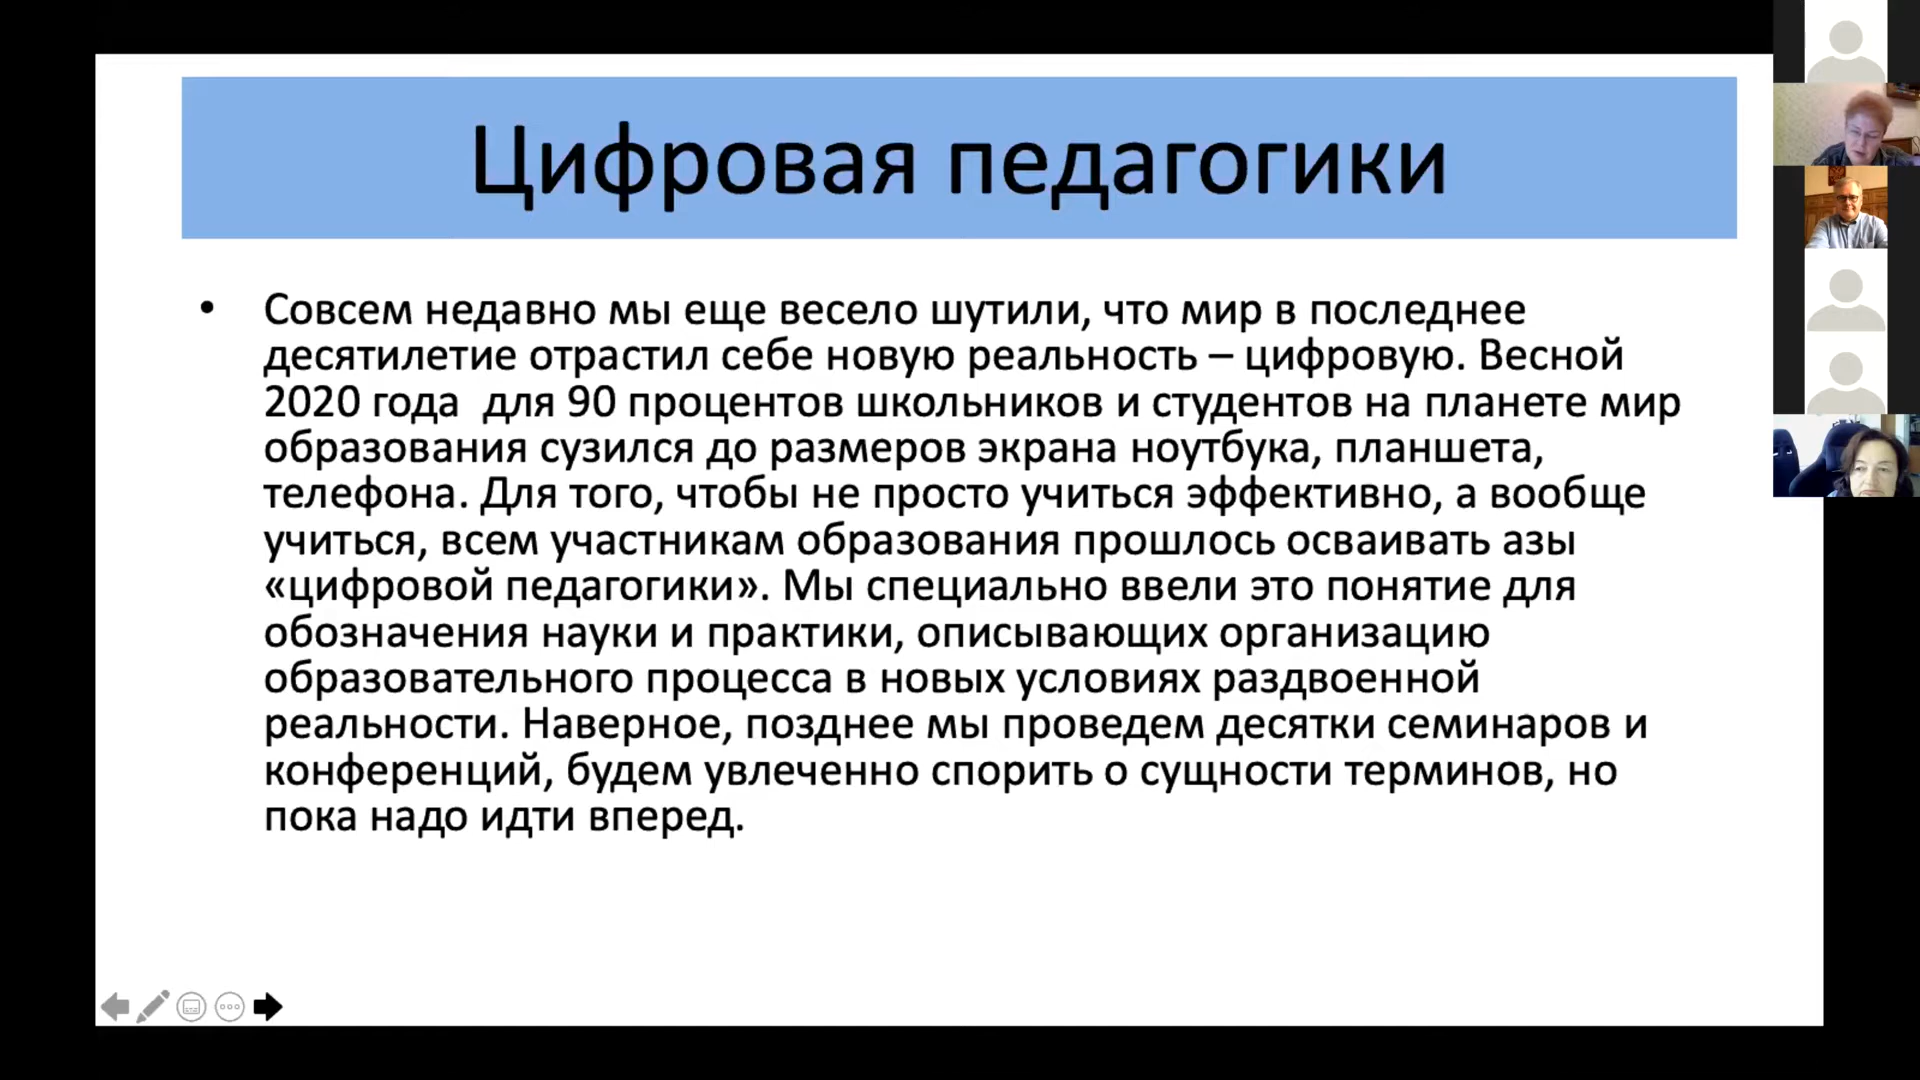 Цифровая педагогики
• Совсем недавно мы еще весело шутили, что мир в последнее
десятилетие отрастил себе новую реальность – цифровую. Весной
2020 года  для 90 процентов школьников и студентов на планете мир
образования сузился до размеров экрана ноутбука, планшета,
телефона. Для того, чтобы не просто учиться эффективно, а вообще
учиться, всем участникам образования прошлось осваивать азы
«цифровой педагогики». Мы специально ввели это понятие для
обозначения науки и практики, описывающих организацию
образовательного процесса в новых условиях раздвоенной
реальности. Наверное, позднее мы проведем десятки семинаров и
конференций, будем увлеченно спорить о сущности терминов, но
пока надо идти вперед.